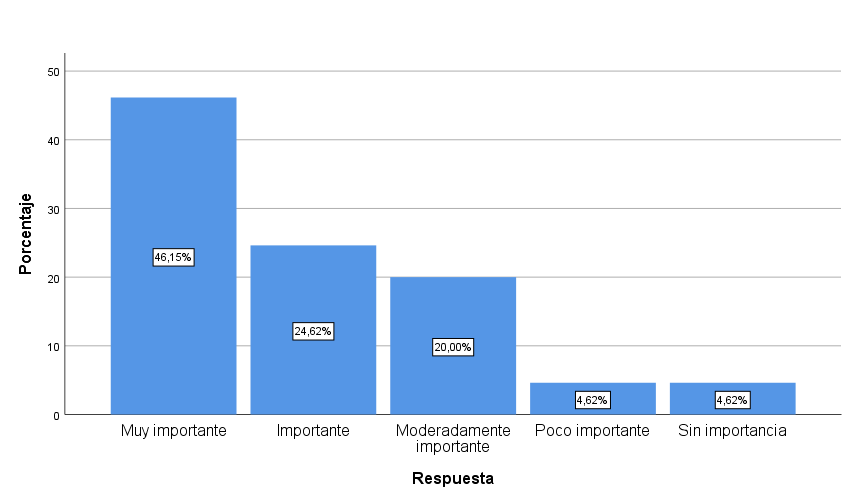 Porcentaje
50
40
30
20
10
0
46,15%
24,62%
20,00%
4,62%
4,62%
Muy importante
Importante
Moderadamente
importante
Poco importante
Sin importancia
Respuesta